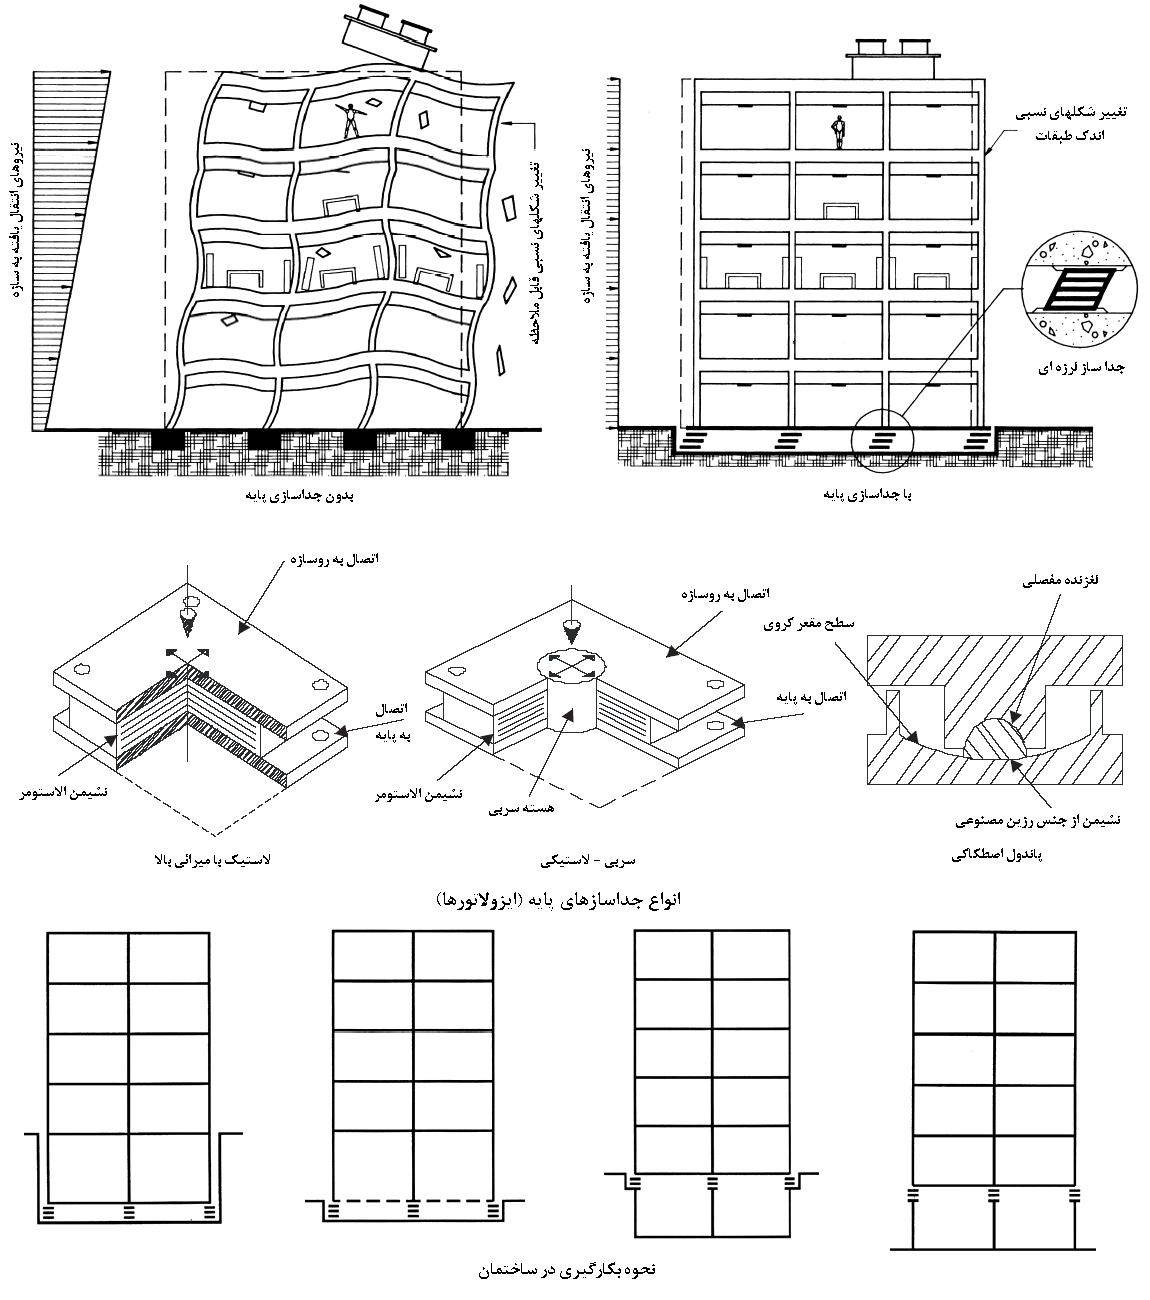 نیروهای انتقال یافته به سازه
تغییر شکلهای نسبی قابل ملاحظه
نیروهای انتقال یافته به سازه
تغییر شکلهای نسبی
اندک طبقات
جدا ساز لرزه ای
بدون جداسازی پایه
با جداسازی پایه
اتصال به روسازه
اتصال
به پایه
نشیمن الاستومر
لاستیک با میرائی بالا
اتصال به روسازه
اتصال به پایه
نشیمن الاستومر
هسته سربی
سربی - لاستیکی
لغزنده مفصلی
سطح مقعر کروی
نشیمن از جنس رزین مصنوعی
پاندول اصطکاکی
انواع جداسازهای پایه (ایزولاتورها)
نحوه بکارگیری در ساختمان